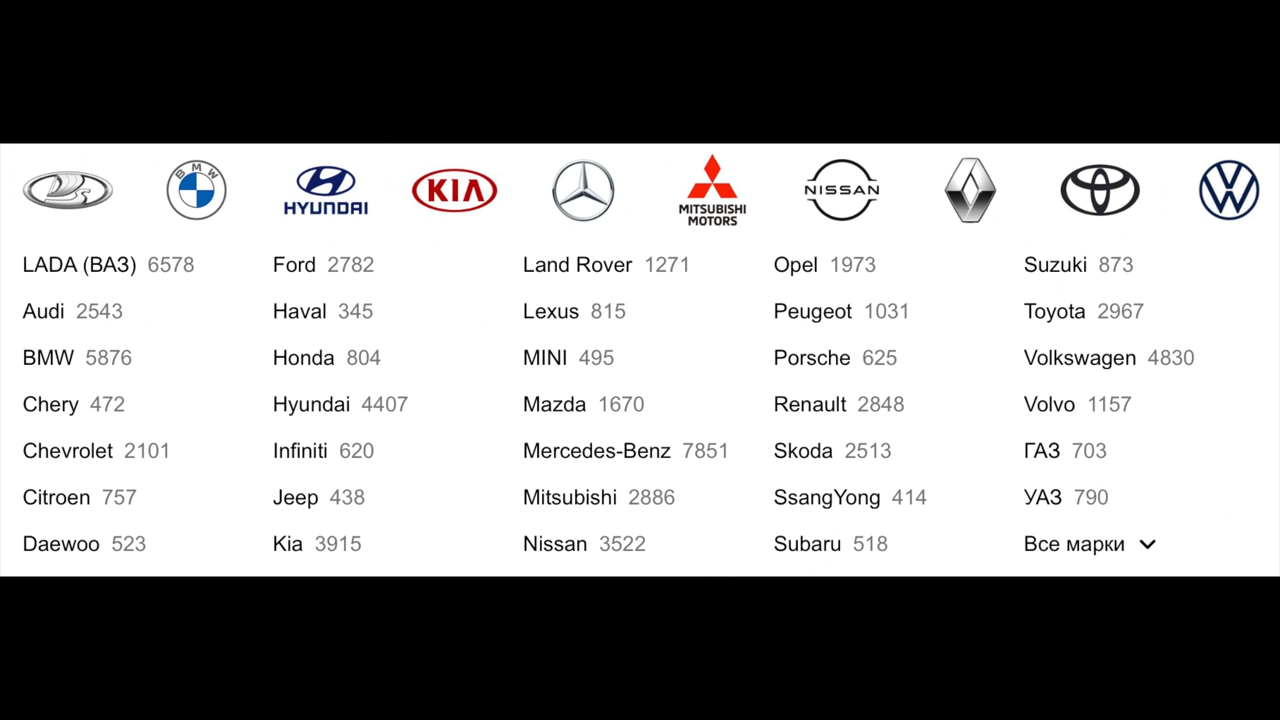 BMW
HYUNDAI
KIA
MITSUBISHI
MOTORS
NISSAN
LADA (ВАЗ) 6578
Audi 2543
BMW 5876
Chery 472
Chevrolet 2101
Citroen 757
Daewoo 523
Ford 2782
Haval 345
Honda 804
Hyundai 4407
Infiniti 620
Jeep 438
Kia 3915
Land Rover 1271
Lexus 815
MINI 495
Mazda 1670
Mercedes-Benz 7851
Mitsubishi 2886
Nissan 3522
Opel 1973
Peugeot 1031
Porsche 625
Renault 2848
Skoda 2513
SsangYong 414
Subaru 518
Suzuki 873
Toyota 2967
Volkswagen 4830
Volvo 1157
ГАЗ 703
УАЗ 790
Все марки